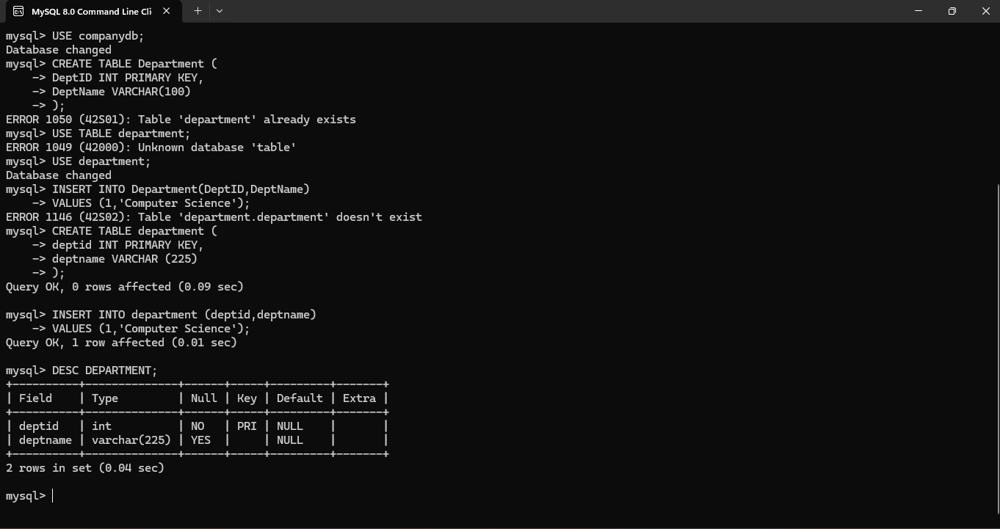 MySQL 8.0 Command Line Cli
mysql> USE companydb;
Database changed
mysql> CREATE TABLE Department (
    -> DeptID INT PRIMARY KEY,
    -> DeptName VARCHAR(100)
    -> );
ERROR 1050 (42S01): Table 'department' already exists
mysql> USE TABLE department;
ERROR 1049 (42000): Unknown database 'table'
mysql> USE department;
Database changed
mysql> INSERT INTO Department(DeptID,DeptName)
    -> VALUES (1,'Computer Science');
ERROR 1146 (42S02): Table 'department.department' doesn't exist
mysql> CREATE TABLE department (
    -> deptid INT PRIMARY KEY,
    -> deptname VARCHAR (225)
    -> );
Query OK, 0 rows affected (0.09 sec)

mysql> INSERT INTO department (deptid,deptname)
    -> VALUES (1,'Computer Science');
Query OK, 1 row affected (0.01 sec)

mysql> DESC DEPARTMENT;
+----------+--------------+------+-----+---------+-------+
| Field    | Type         | Null | Key | Default | Extra |
+----------+--------------+------+-----+---------+-------+
| deptid   | int          | NO   | PRI | NULL    |       |
| deptname | varchar(225) | YES  |     | NULL    |       |
+----------+--------------+------+-----+---------+-------+
2 rows in set (0.04 sec)

mysql>